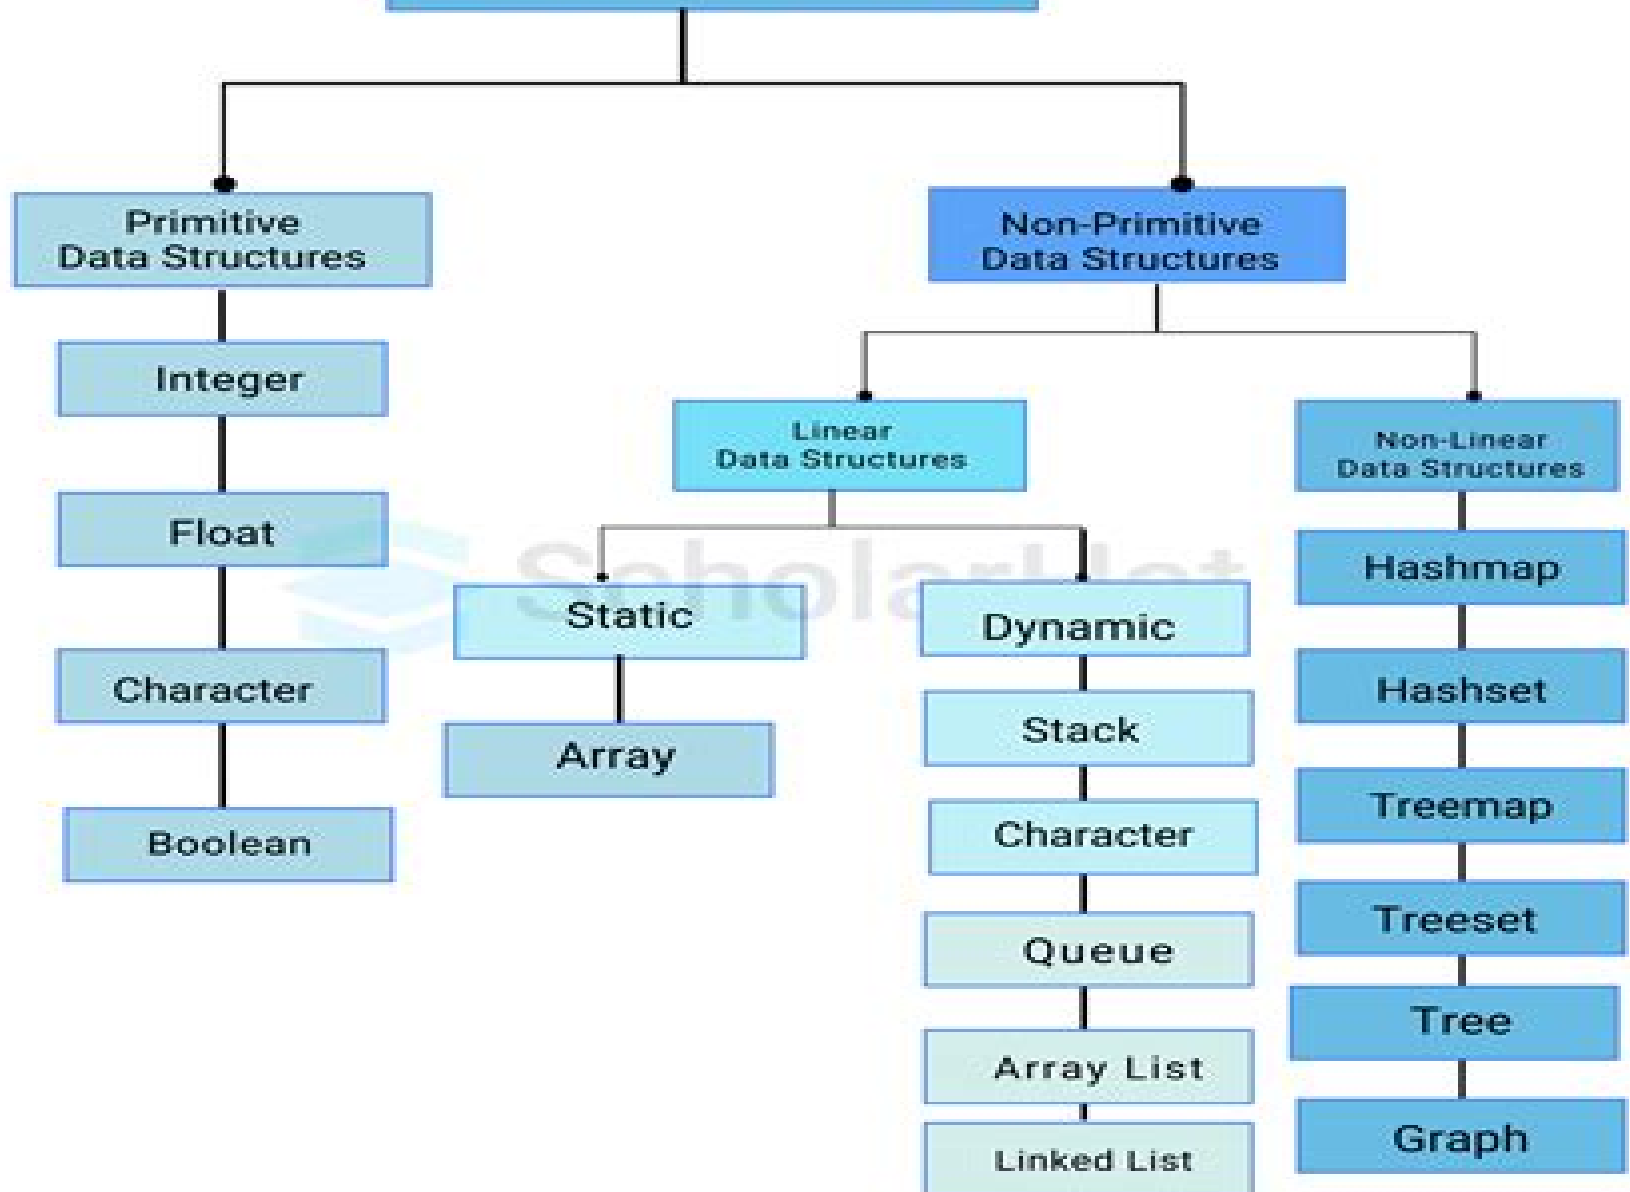 Primitive
Data Structures
Non-Primitive
Data Structures
Integer
Linear
Data Structures
Non-Linear
Data Structures
Float
Hashmap
ScholarHat
Static
Dynamic
Character
Hashset
Stack
Array
Treemap
Character
Boolean
Treeset
Queue
Tree
Array List
Graph
Linked List